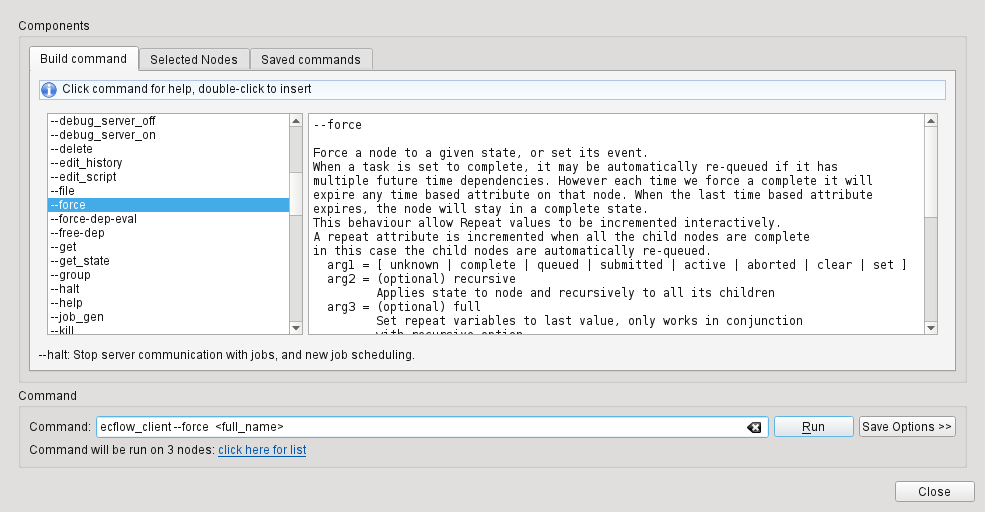 Components
Build command
Selected Nodes
Saved commands
Click command for help, double-click to insert
--debug_server_off
--debug_server_on
--delete
--edit_history
--edit_script
--file
--force
--force-dep-eval
--free-dep
--get
--get_state
--group
--halt
--help
--job_gen
--kill
--force
Force a node to a given state, or set its event.
When a task is set to complete, it may be automatically re-queued if it has
multiple future time dependencies. However each time we force a complete it will
expire any time based attribute on that node. When the last time based attribute
expires, the node will stay in a complete state.
This behaviour allow Repeat values to be incremented interactively.
A repeat attribute is incremented when all the child nodes are complete
in this case the child nodes are automatically re-queued.
arg1 = [ unknown | complete | queued | submitted | active | aborted | clear | set ]
arg2 = (optional) recursive
Applies state to node and recursively to all its children
arg3 = (optional) full
Set repeat variables to last value, only works in conjunction
with recursive option
--halt: Stop server communication with jobs, and new job scheduling.
Command
Command:
ecflow_client --force <full_name>
Run
Save Options >>
Command will be run on 3 nodes: click here for list
Close